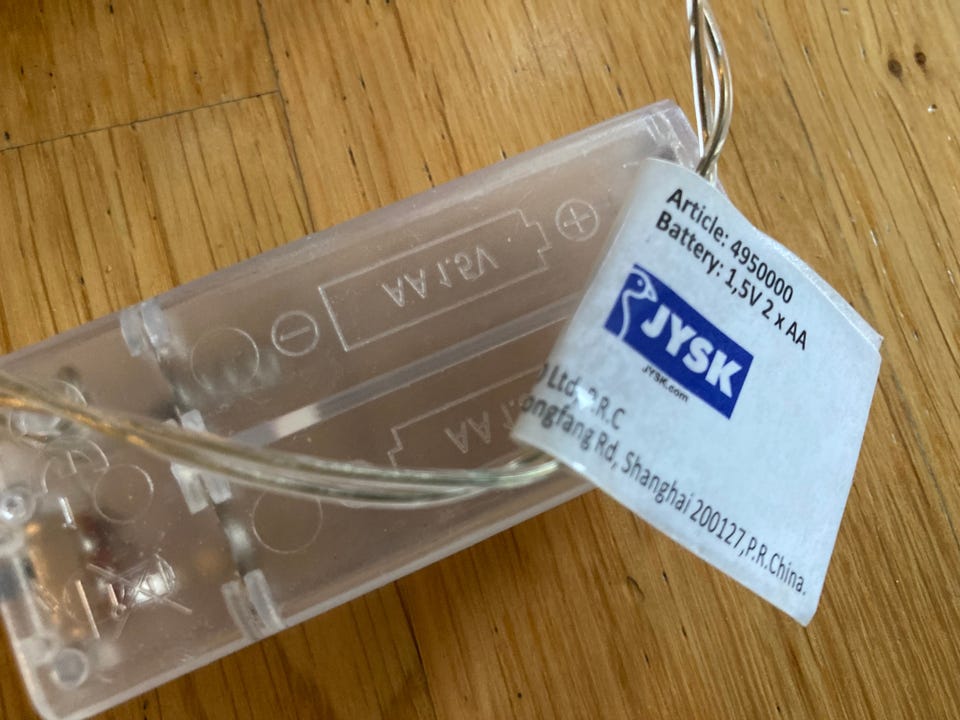 Article: 4950000
Battery: 1,5V 2 x AA
JYSK
JYSK.com
Ltd, P.R.C
ongfang Rd, Shanghai 200127,P.R.China.
AA 1.5V
AA